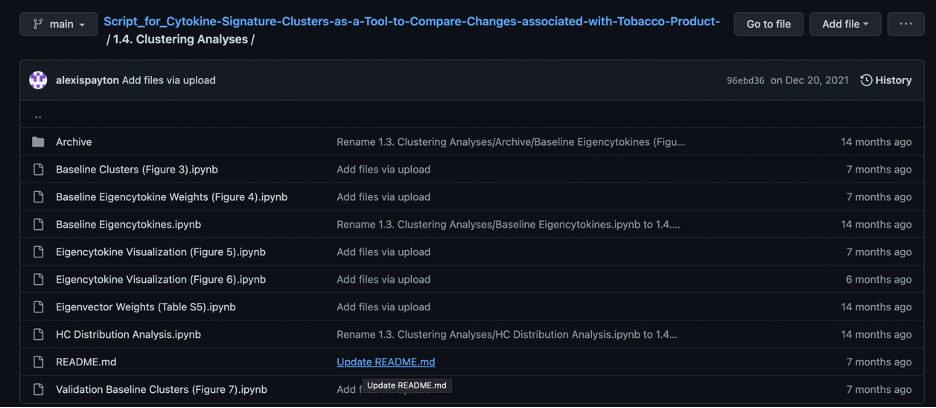 main
Script_for_Cytokine-Signature-Clusters-as-a-Tool-to-Compare-Changes-associated-with-Tobacco-Product-
/ 1.4. Clustering Analyses /
Go to file
Add file
...
alexispayton Add files via upload
96ebd36 on Dec 20, 2021
History
..
Archive Rename 1.3. Clustering Analyses/Archive/Baseline Eigencytokines (Figu... 14 months ago
Baseline Clusters (Figure 3).ipynb Add files via upload 7 months ago
Baseline Eigencytokine Weights (Figure 4).ipynb Add files via upload 7 months ago
Baseline Eigencytokines.ipynb Rename 1.3. Clustering Analyses/Baseline Eigencytokines.ipynb to 1.4.... 14 months ago
Eigencytokine Visualization (Figure 5).ipynb Add files via upload 7 months ago
Eigencytokine Visualization (Figure 6).ipynb Add files via upload 6 months ago
Eigenvector Weights (Table S5).ipynb Add files via upload 14 months ago
HC Distribution Analysis.ipynb Rename 1.3. Clustering Analyses/HC Distribution Analysis.ipynb to 1.4... 14 months ago
README.md Update README.md 7 months ago
Validation Baseline Clusters (Figure 7).ipynb Add 7 months ago
Update README.md